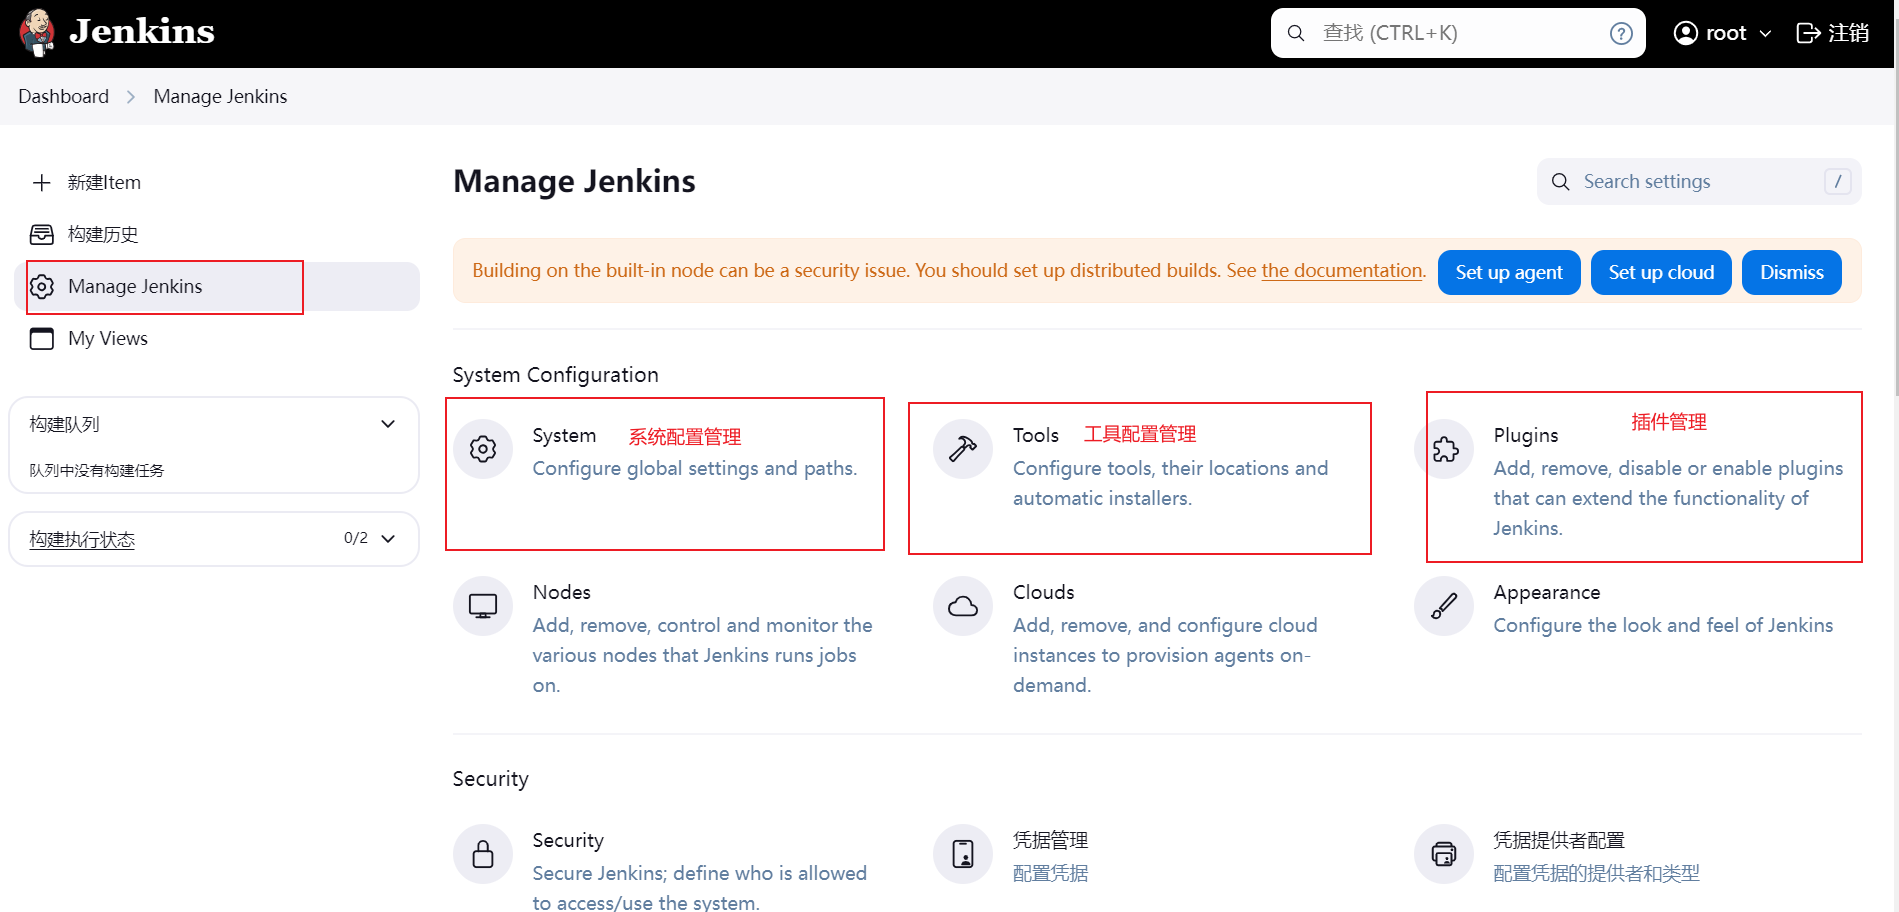 Jenkins
查找 (CTRL+K)
?
root
注销
Dashboard
Manage Jenkins
新建Item
构建历史
Manage Jenkins
My Views
构建队列
队列中没有构建任务
构建执行状态
0/2
Manage Jenkins
Search settings
/
Building on the built-in node can be a security issue. You should set up distributed builds. See the documentation.
Set up agent
Set up cloud
Dismiss
System Configuration
System
系统配置管理
Configure global settings and paths.
Tools
工具配置管理
Configure tools, their locations and
automatic installers.
插件管理
Plugins
Add, remove, disable or enable plugins
that can extend the functionality of
Jenkins.
Nodes
Add, remove, control and monitor the
various nodes that Jenkins runs jobs
on.
Clouds
Add, remove, and configure cloud
instances to provision agents on-
demand.
Appearance
Configure the look and feel of Jenkins
Security
Security
Secure Jenkins; define who is allowed
to access/use the system.
凭据管理
配置凭据
凭据提供者配置
配置凭据的提供者和类型